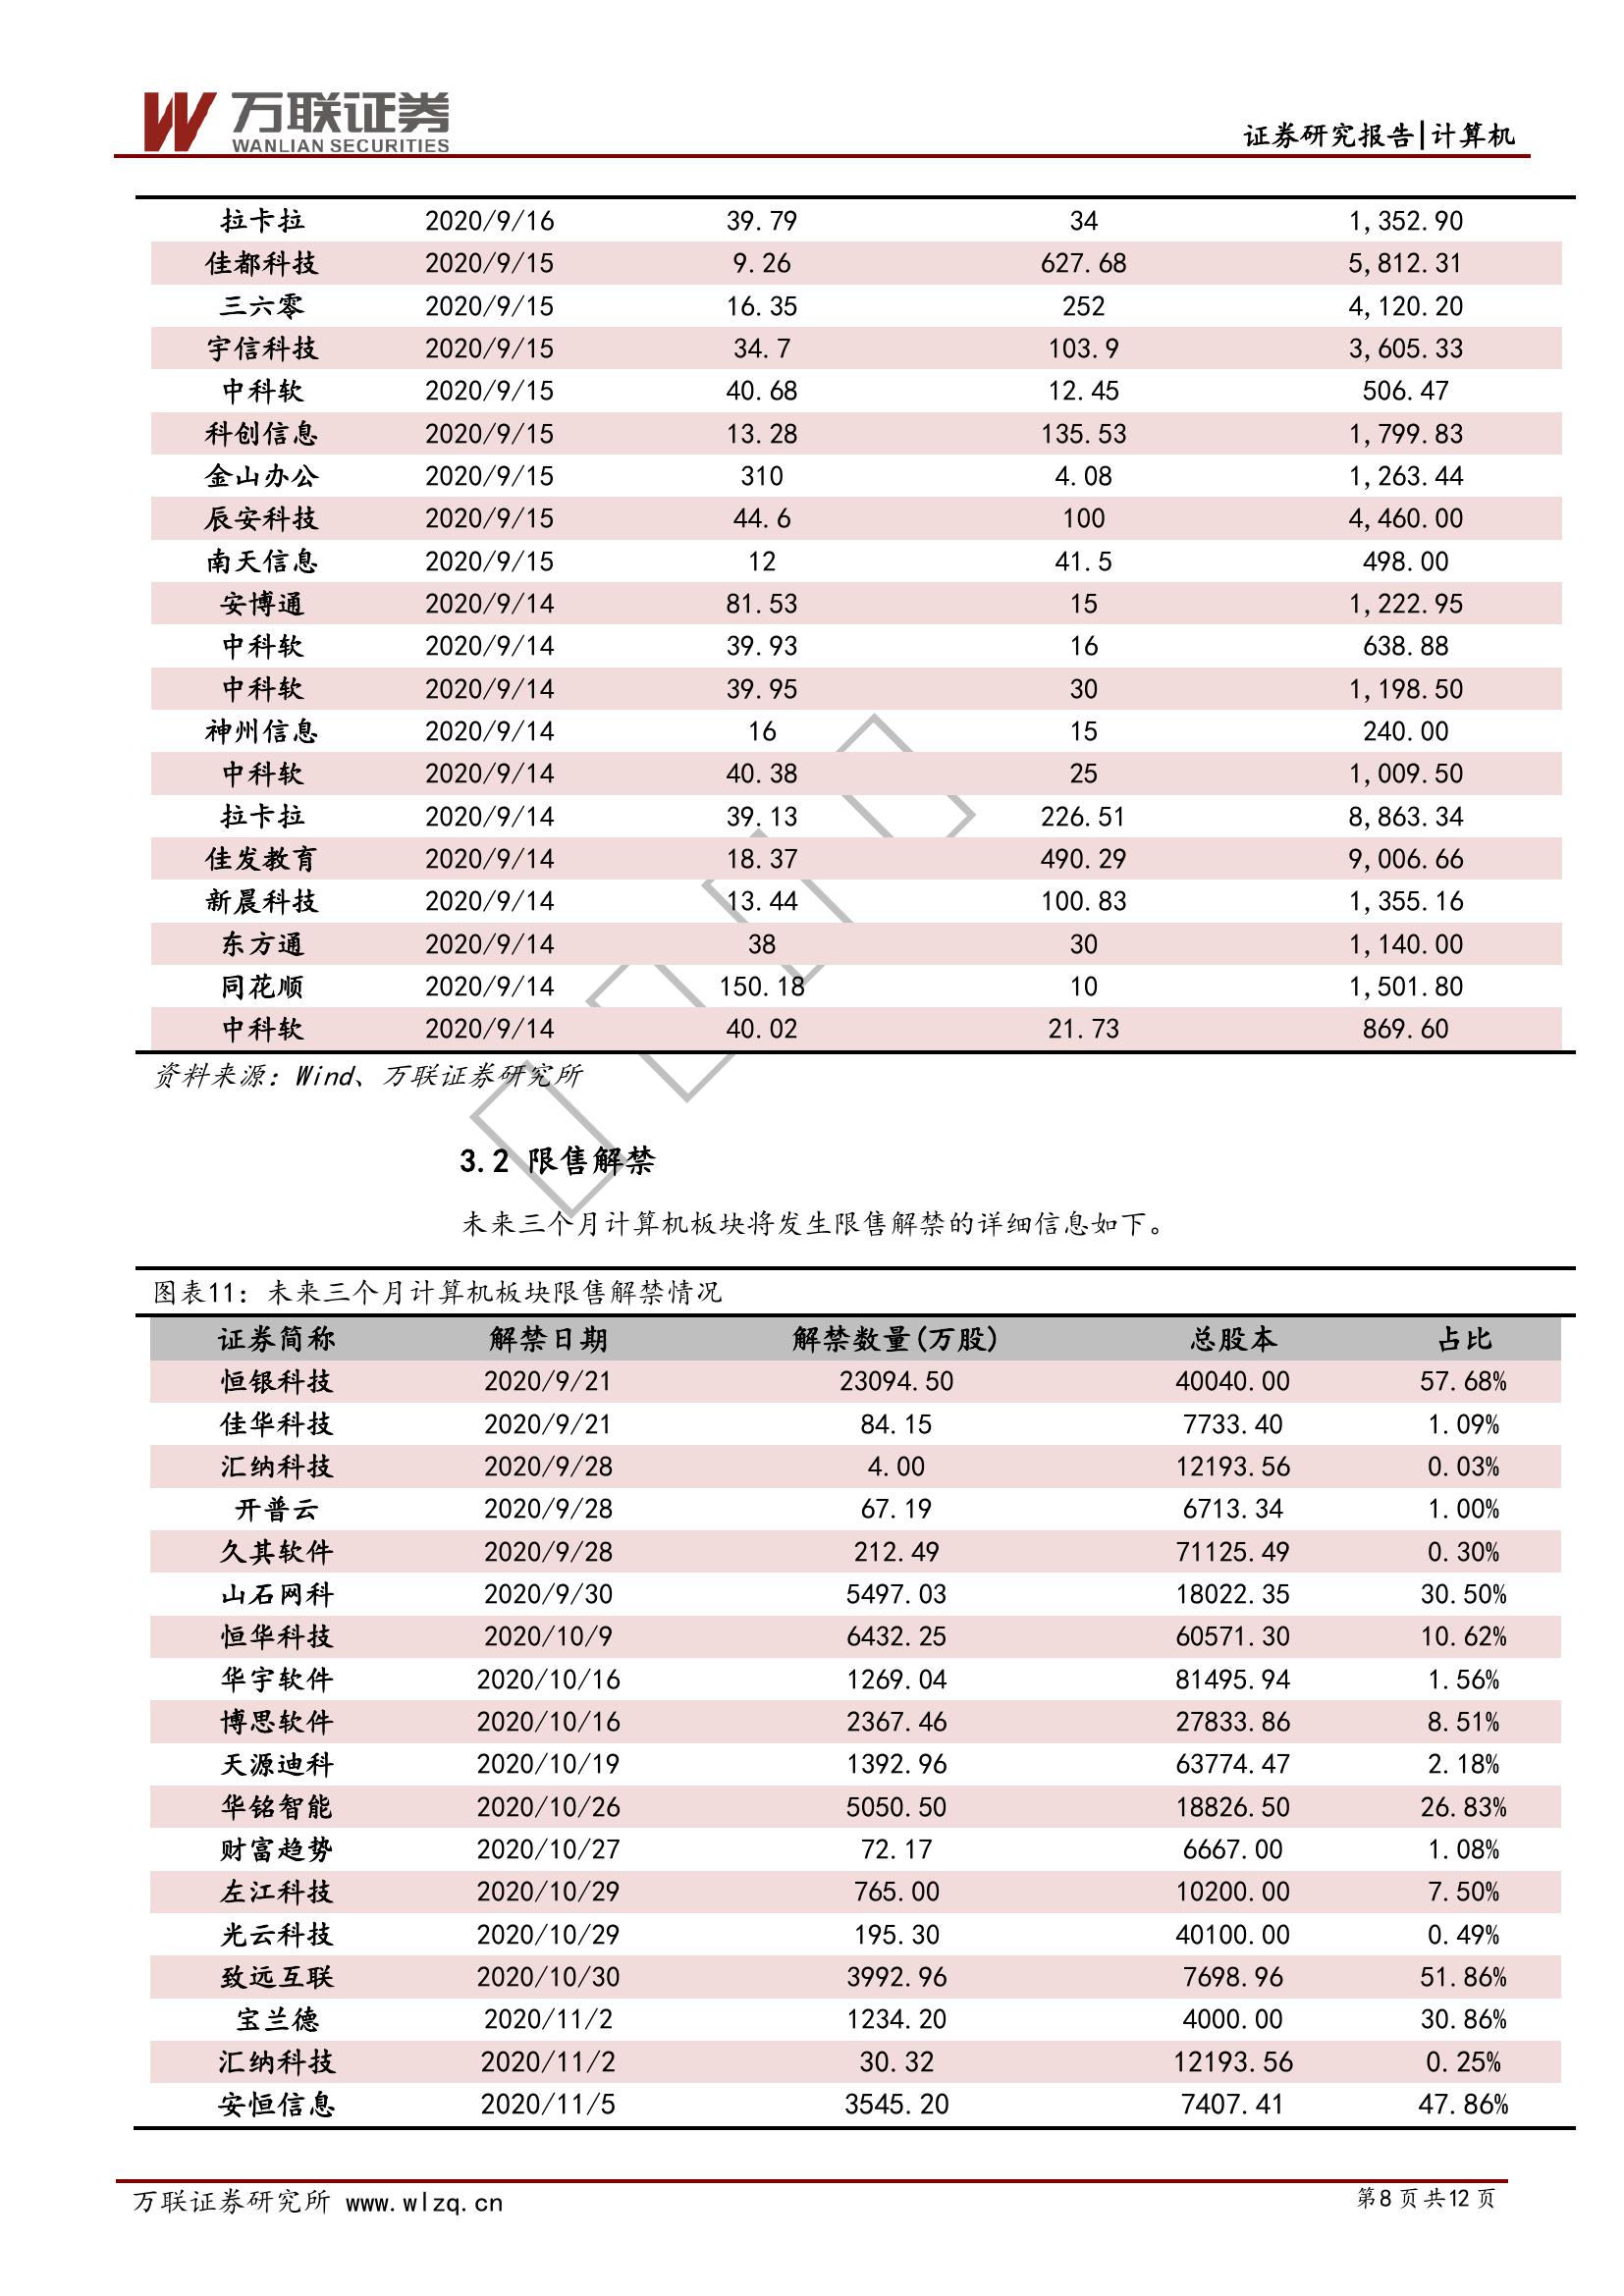 万联证券
WANLIAN SECURITIES
证券研究报告|计算机
拉卡拉 2020/9/16 39.79 34 1,352.90
佳都科技 2020/9/15 9.26 627.68 5,812.31
三六零 2020/9/15 16.35 252 4,120.20
宇信科技 2020/9/15 34.7 103.9 3,605.33
中科软 2020/9/15 40.68 12.45 506.47
科创信息 2020/9/15 13.28 135.53 1,799.83
金山办公 2020/9/15 310 4.08 1,263.44
辰安科技 2020/9/15 44.6 100 4,460.00
南天信息 2020/9/15 12 41.5 498.00
安博通 2020/9/14 81.53 15 1,222.95
中科软 2020/9/14 39.93 16 638.88
中科软 2020/9/14 39.95 30 1,198.50
神州信息 2020/9/14 16 15 240.00
中科软 2020/9/14 40.38 25 1,009.50
拉卡拉 2020/9/14 39.13 226.51 8,863.34
佳发教育 2020/9/14 18.37 490.29 9,006.66
新晨科技 2020/9/14 13.44 100.83 1,355.16
东方通 2020/9/14 38 30 1,140.00
同花顺 2020/9/14 150.18 10 1,501.80
中科软 2020/9/14 40.02 21.73 869.60
资料来源：Wind、万联证券研究所
3.2 限售解禁
未来三个月计算机板块将发生限售解禁的详细信息如下。
图表11：未来三个月计算机板块限售解禁情况
证券简称 解禁日期 解禁数量(万股) 总股本 占比
恒银科技 2020/9/21 23094.50 40040.00 57.68%
佳华科技 2020/9/21 84.15 7733.40 1.09%
汇纳科技 2020/9/28 4.00 12193.56 0.03%
开普云 2020/9/28 67.19 6713.34 1.00%
久其软件 2020/9/28 212.49 71125.49 0.30%
山石网科 2020/9/30 5497.03 18022.35 30.50%
恒华科技 2020/10/9 6432.25 60571.30 10.62%
华宇软件 2020/10/16 1269.04 81495.94 1.56%
博思软件 2020/10/16 2367.46 27833.86 8.51%
天源迪科 2020/10/19 1392.96 63774.47 2.18%
华铭智能 2020/10/26 5050.50 18826.50 26.83%
财富趋势 2020/10/27 72.17 6667.00 1.08%
左江科技 2020/10/29 765.00 10200.00 7.50%
光云科技 2020/10/29 195.30 40100.00 0.49%
致远互联 2020/10/30 3992.96 7698.96 51.86%
宝兰德 2020/11/2 1234.20 4000.00 30.86%
汇纳科技 2020/11/2 30.32 12193.56 0.25%
安恒信息 2020/11/5 3545.20 7407.41 47.86%
万联证券研究所 www.wlzq.cn
第8页共12页